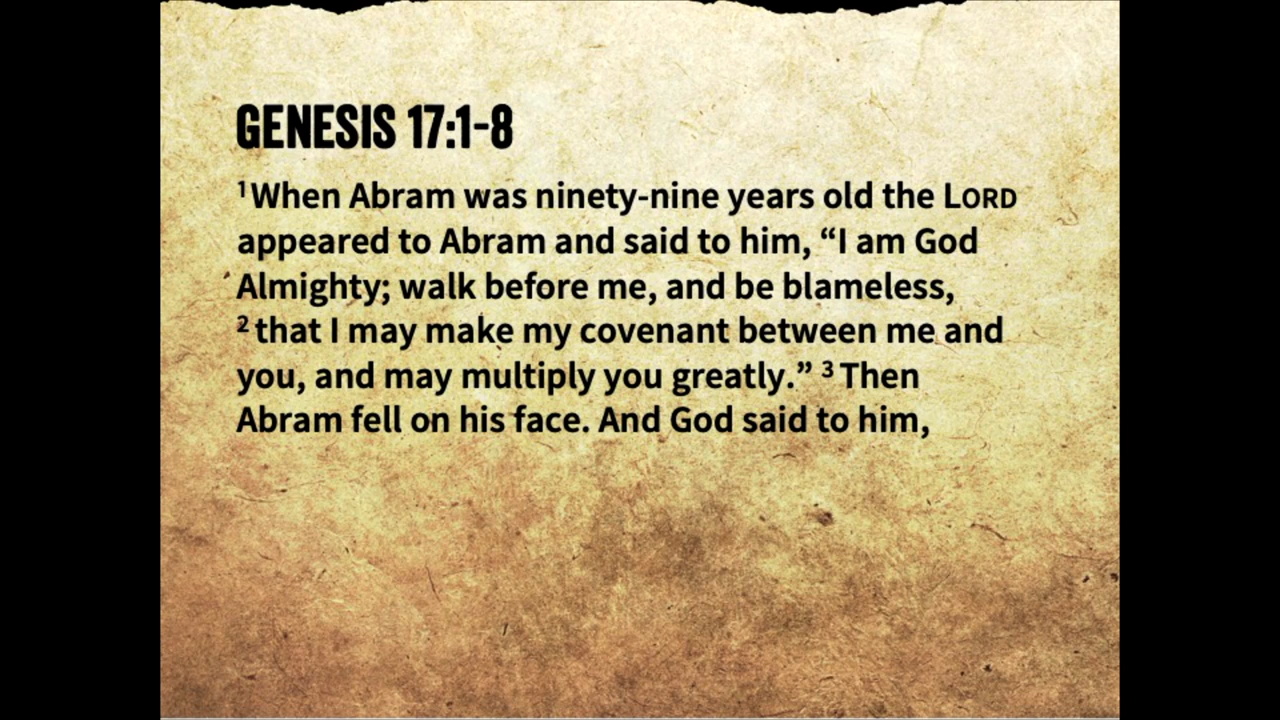 GENESIS 17:1-8
¹ When Abram was ninety-nine years old the LORD
appeared to Abram and said to him, “I am God
Almighty; walk before me, and be blameless,
² that I may make my covenant between me and
you, and may multiply you greatly.” ³ Then
Abram fell on his face. And God said to him,